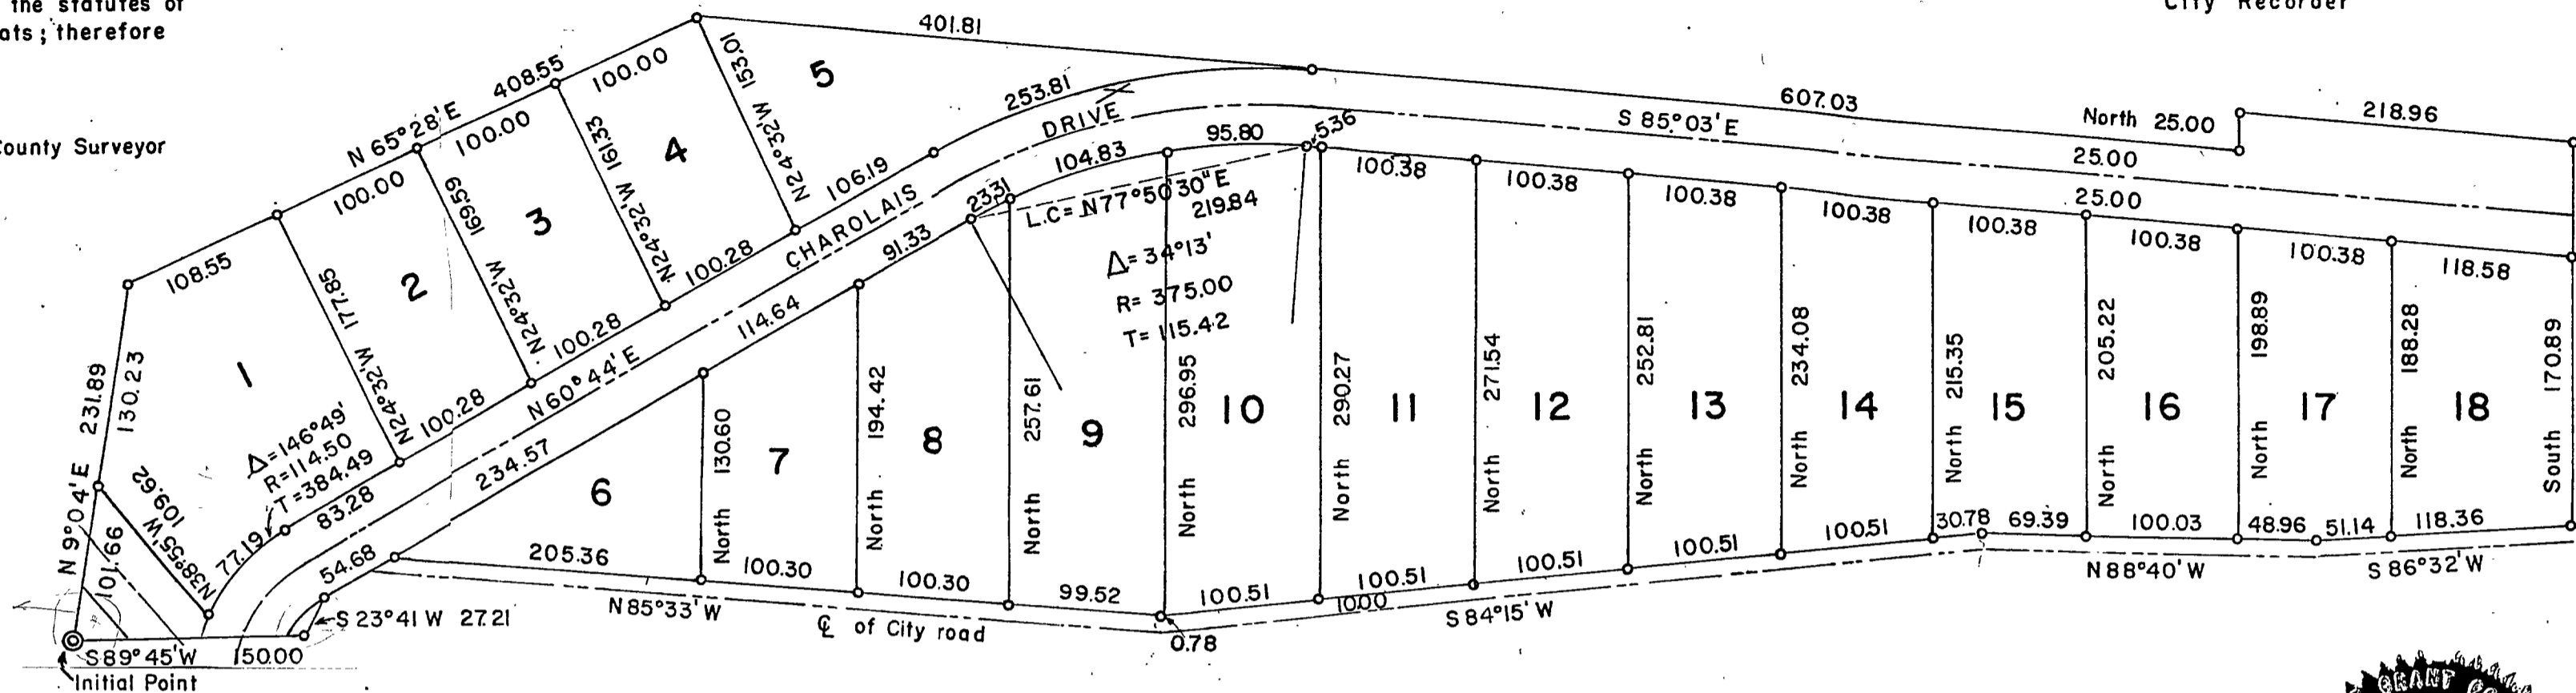 the statutes of
ats; therefore
County Surveyor
City Recorder
401.81
408.55
N 65°28' E
100.00
100.00
100.00
108.55
N24°32'W 153.01
N24°32'W 161.33
N24°32'W 169.59
N24°32'W 177.85
1
2
3
4
5
253.81
106.19
100.28
100.28
100.28
83.28
77.19
CHAROLAIS DRIVE
N60°44'E
607.03
S 85°03'E
North 25.00
218.96
25.00
25.00
95.80
5.36
104.83
23.31
91.33
114.64
234.57
54.68
L.C = N77°50'30"E
219.84
Δ= 34°13'
R= 375.00
T= 115.42
100.38
100.38
100.38
100.38
100.38
100.38
100.38
118.58
231.89
130.23
N 9°04' E
101.66
N38°55'W 109.62
Δ=146°49'
R=114.50
T=384.49
North 130.60
North 194.42
North 257.61
North 296.95
North 290.27
North 271.54
North 252.81
North 234.08
North 215.35
North 205.22
North 198.89
North 188.28
South 170.89
6
7
8
9
10
11
12
13
14
15
16
17
18
205.36
100.30
100.30
99.52
100.51
100.51
100.51
100.51
100.51
30.78
69.39
100.03
48.96
51.14
118.36
10.00
0.78
N85°33'W
℄ of City road
S84°15'W
N88°40'W
S 86°32'W
S 23°41 W 27.21
S89°45'W 150.00
Initial Point
GRANT